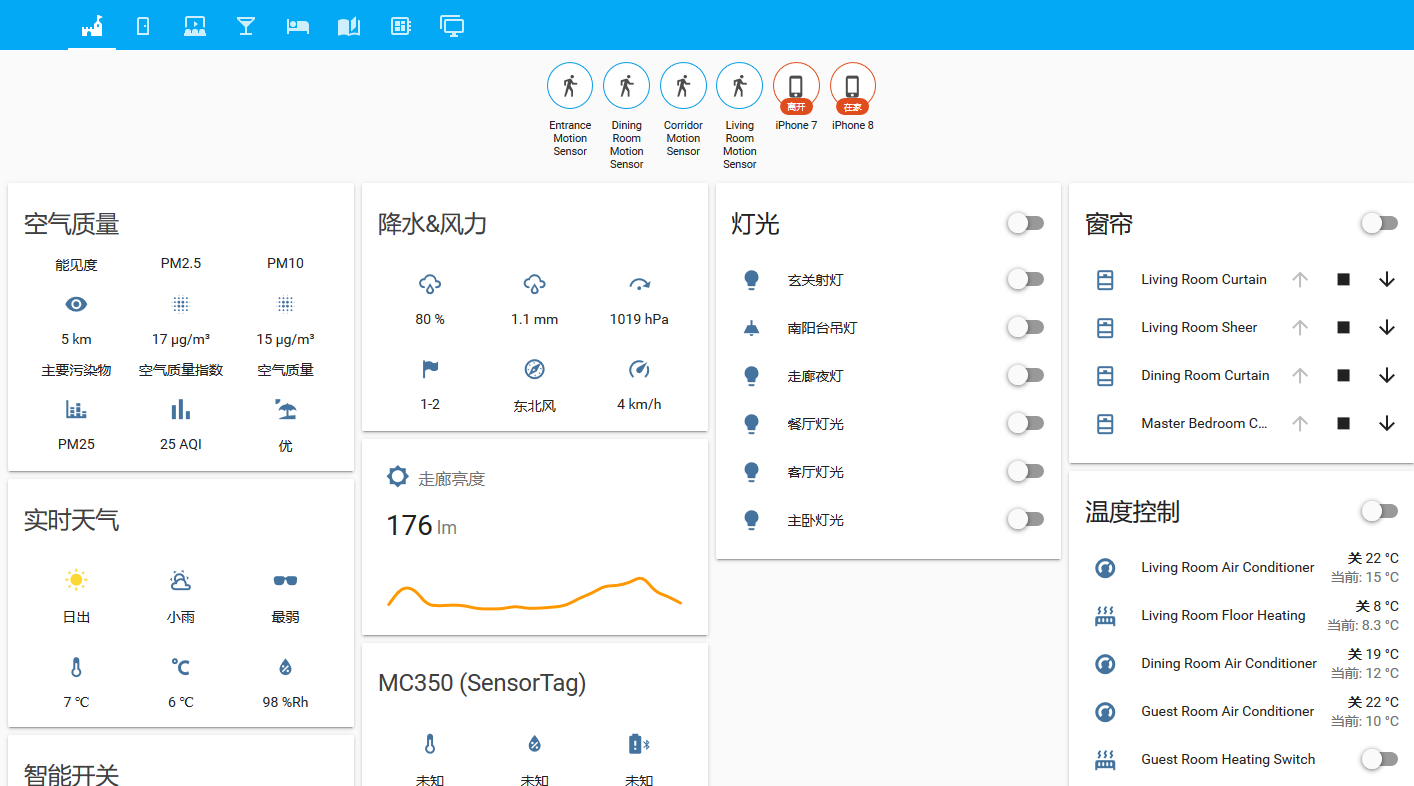 离开
在家
Entrance
Motion
Sensor
Dining
Room
Motion
Sensor
Corridor
Motion
Sensor
Living
Room
Motion
Sensor
iPhone 7
iPhone 8
空气质量
能见度
PM2.5
PM10
5 km
17 μg/m³
15 μg/m³
主要污染物
空气质量指数
空气质量
PM25
25 AQI
优
实时天气
日出
小雨
最弱
℃
7 ℃
6 ℃
98 %Rh
智能开关
降水&风力
80 %
1.1 mm
1019 hPa
1-2
东北风
4 km/h
走廊亮度
176 lm
MC350 (SensorTag)
未知
未知
未知
灯光
玄关射灯
南阳台吊灯
走廊夜灯
餐厅灯光
客厅灯光
主卧灯光
窗帘
Living Room Curtain
Living Room Sheer
Dining Room Curtain
Master Bedroom C...
温度控制
Living Room Air Conditioner
关 22 °C
当前: 15 °C
Living Room Floor Heating
关 8 °C
当前: 8.3 °C
Dining Room Air Conditioner
关 19 °C
当前: 12 °C
Guest Room Air Conditioner
关 22 °C
当前: 10 °C
Guest Room Heating Switch